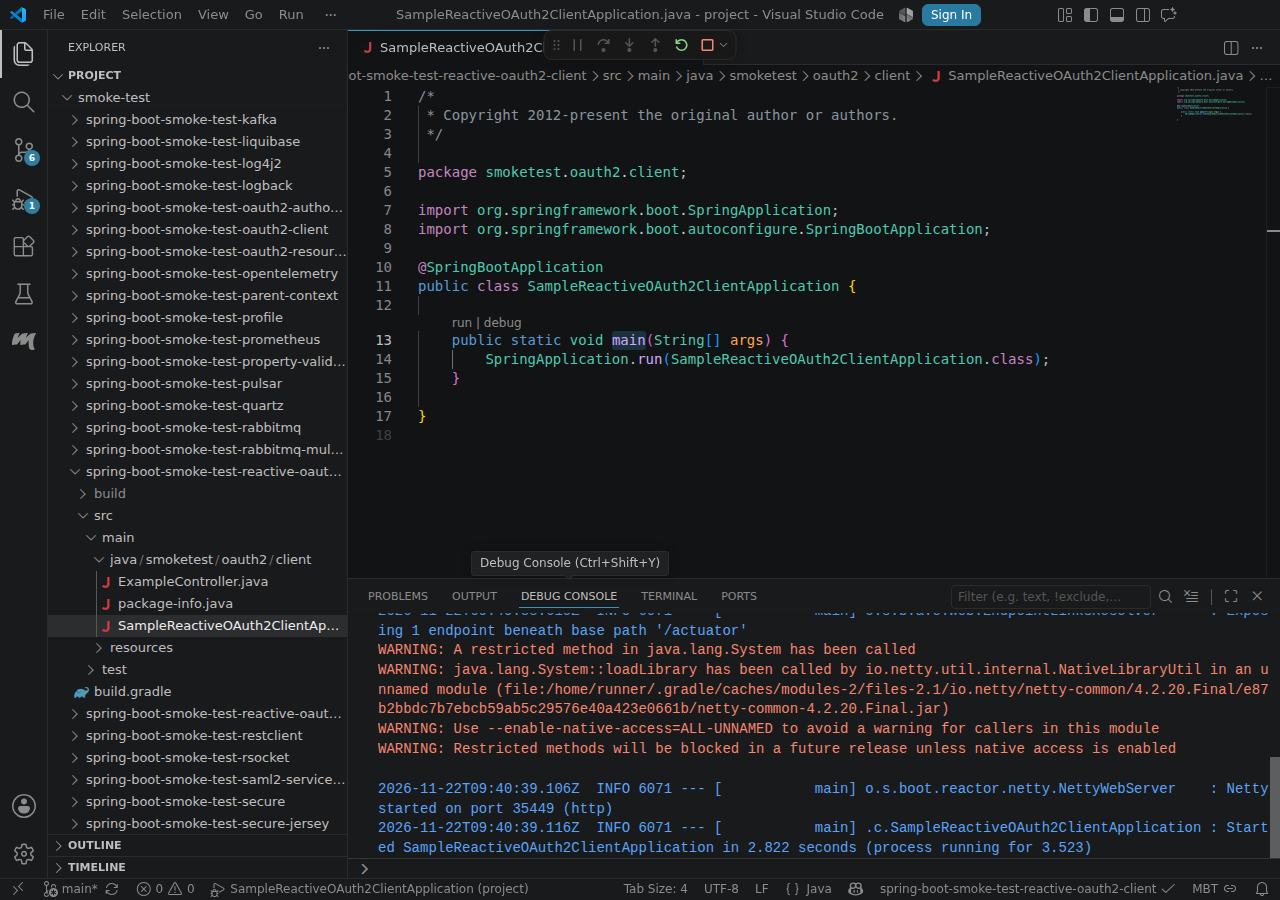 File Edit Selection View Go Run ··· SampleReactiveOAuth2ClientApplication.java - project - Visual Studio Code Sign In
EXPLORER
PROJECT
smoke-test
spring-boot-smoke-test-kafka
spring-boot-smoke-test-liquibase
spring-boot-smoke-test-log4j2
spring-boot-smoke-test-logback
spring-boot-smoke-test-oauth2-autho...
spring-boot-smoke-test-oauth2-client
spring-boot-smoke-test-oauth2-resour...
spring-boot-smoke-test-opentelemetry
spring-boot-smoke-test-parent-context
spring-boot-smoke-test-profile
spring-boot-smoke-test-prometheus
spring-boot-smoke-test-property-valid...
spring-boot-smoke-test-pulsar
spring-boot-smoke-test-quartz
spring-boot-smoke-test-rabbitmq
spring-boot-smoke-test-rabbitmq-mul...
spring-boot-smoke-test-reactive-oaut...
build
src
main
java/smoketest/oauth2/client
ExampleController.java
package-info.java
SampleReactiveOAuth2ClientAp...
resources
test
build.gradle
spring-boot-smoke-test-reactive-oaut...
spring-boot-smoke-test-restclient
spring-boot-smoke-test-rsocket
spring-boot-smoke-test-saml2-service...
spring-boot-smoke-test-secure
spring-boot-smoke-test-secure-jersey
OUTLINE
TIMELINE
6
1
SampleReactiveOAuth2C
ot-smoke-test-reactive-oauth2-client > src > main > java > smoketest > oauth2 > client > SampleReactiveOAuth2ClientApplication.java > ...
1 /*
2 * Copyright 2012-present the original author or authors.
3 */
4
5 package smoketest.oauth2.client;
6
7 import org.springframework.boot.SpringApplication;
8 import org.springframework.boot.autoconfigure.SpringBootApplication;
9
10 @SpringBootApplication
11 public class SampleReactiveOAuth2ClientApplication {
12
run | debug
13 public static void main(String[] args) {
14 SpringApplication.run(SampleReactiveOAuth2ClientApplication.class);
15 }
16
17 }
18
Debug Console (Ctrl+Shift+Y)
PROBLEMS OUTPUT DEBUG CONSOLE TERMINAL PORTS Filter (e.g. text, !exclude,...
ing 1 endpoint beneath base path '/actuator'
WARNING: A restricted method in java.lang.System has been called
WARNING: java.lang.System::loadLibrary has been called by io.netty.util.internal.NativeLibraryUtil in an u
nnamed module (file:/home/runner/.gradle/caches/modules-2/files-2.1/io.netty/netty-common/4.2.20.Final/e87
b2bbdc7b7ebcb59ab5c29576e40a423e0661b/netty-common-4.2.20.Final.jar)
WARNING: Use --enable-native-access=ALL-UNNAMED to avoid a warning for callers in this module
WARNING: Restricted methods will be blocked in a future release unless native access is enabled
2026-11-22T09:40:39.106Z  INFO 6071 --- [           main] o.s.boot.reactor.netty.NettyWebServer    : Netty
started on port 35449 (http)
2026-11-22T09:40:39.116Z  INFO 6071 --- [           main] .c.SampleReactiveOAuth2ClientApplication : Start
ed SampleReactiveOAuth2ClientApplication in 2.822 seconds (process running for 3.523)
main* 0 0 SampleReactiveOAuth2ClientApplication (project) Tab Size: 4 UTF-8 LF { } Java spring-boot-smoke-test-reactive-oauth2-client MBT